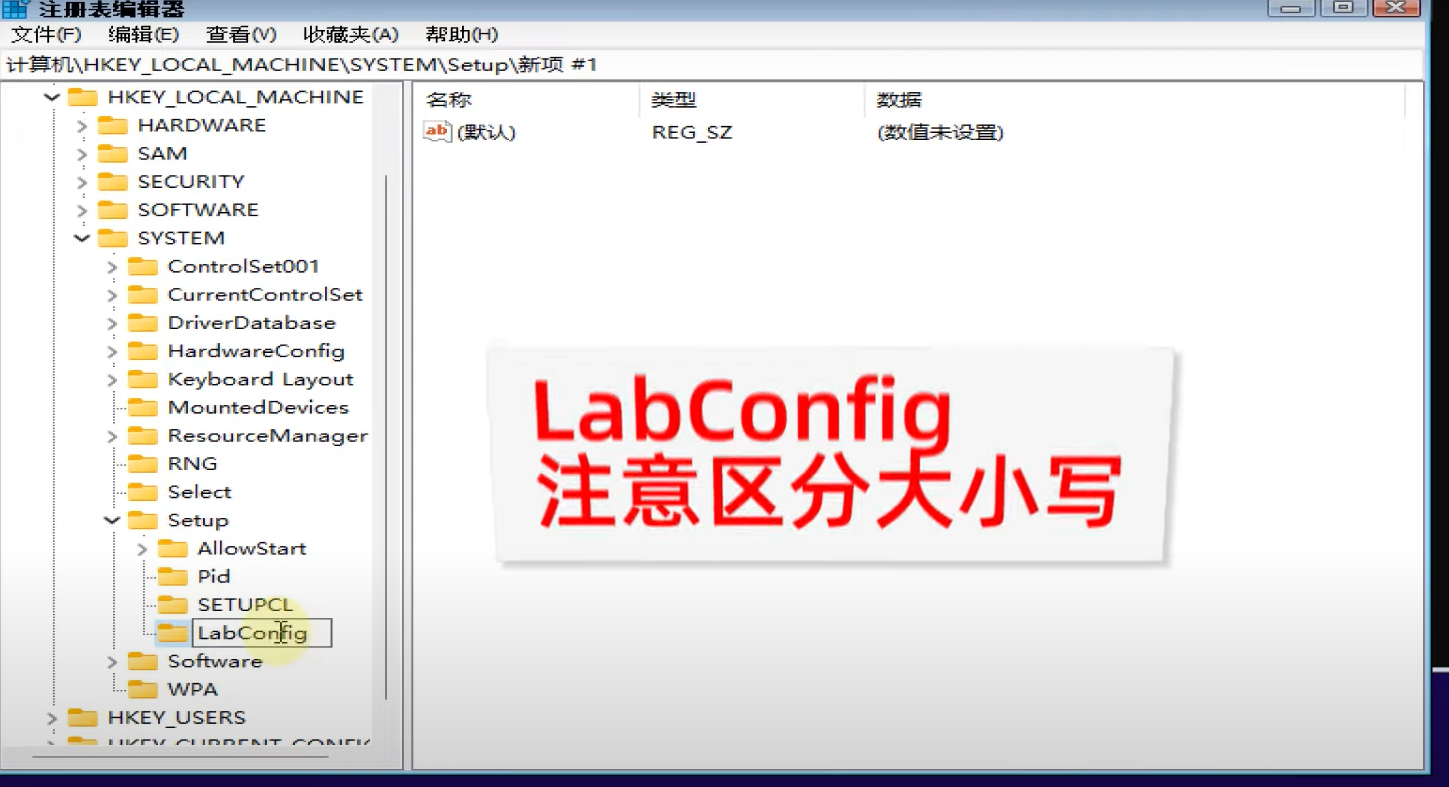 注册表编辑器
文件(F) 编辑(E) 查看(V) 收藏夹(A) 帮助(H)
计算机\HKEY_LOCAL_MACHINE\SYSTEM\Setup\新项 #1
HKEY_LOCAL_MACHINE
HARDWARE
SAM
SECURITY
SOFTWARE
SYSTEM
ControlSet001
CurrentControlSet
DriverDatabase
HardwareConfig
Keyboard Layout
MountedDevices
ResourceManager
RNG
Select
Setup
AllowStart
Pid
SETUPCL
LabConfig
Software
WPA
HKEY_USERS
HKEY_CURRENT_CONFIG
名称 类型 数据
ab (默认) REG_SZ (数值未设置)
LabConfig
注意区分大小写